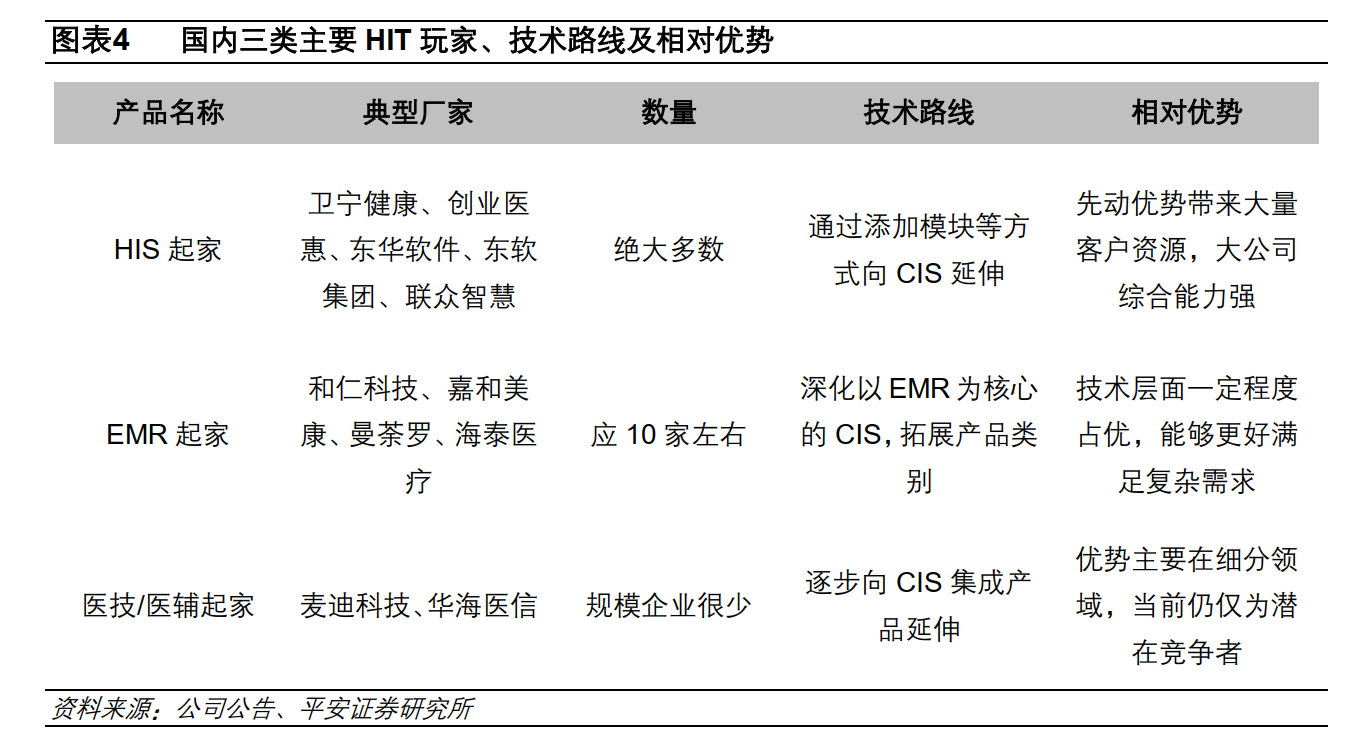 图表4 国内三类主要 HIT 玩家、技术路线及相对优势
产品名称 典型厂家 数量 技术路线 相对优势
HIS 起家
卫宁健康、创业医
惠、东华软件、东软
集团、联众智慧
绝大多数
通过添加模块等方
式向 CIS 延伸
先动优势带来大量
客户资源，大公司
综合能力强
EMR 起家
和仁科技、嘉和美
康、曼荼罗、海泰医
疗
应 10 家左右
深化以 EMR 为核心
的 CIS，拓展产品类
别
技术层面一定程度
占优，能够更好满
足复杂需求
医技/医辅起家
麦迪科技、华海医信
规模企业很少
逐步向 CIS 集成产
品延伸
优势主要在细分领
域，当前仍仅为潜
在竞争者
资料来源：公司公告、平安证券研究所